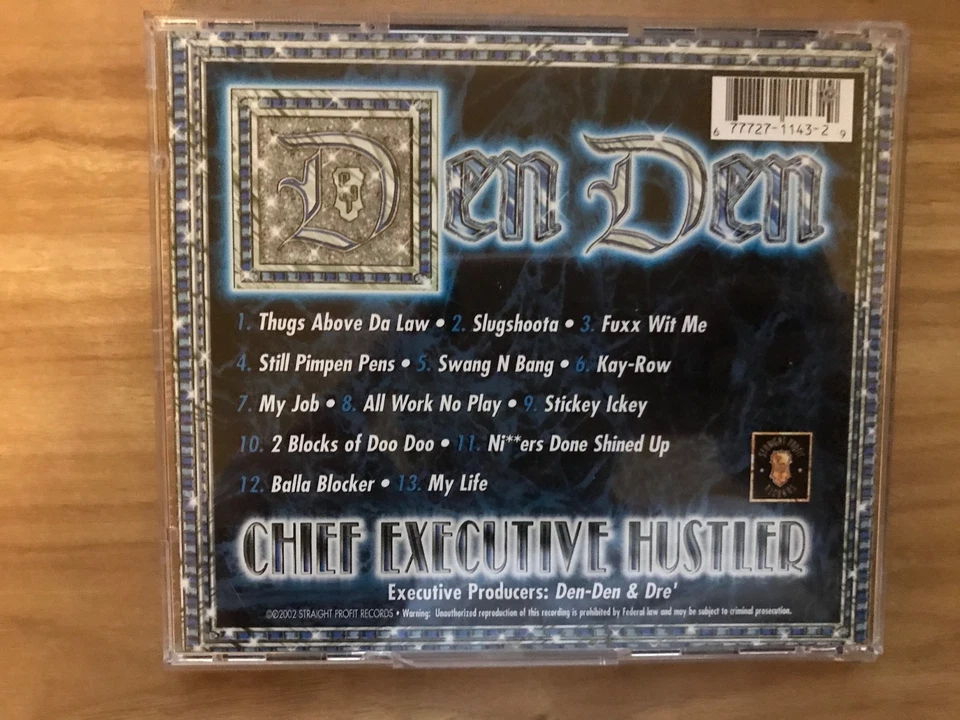 6 77727-1143-2 9
Den Den
1. Thugs Above Da Law • 2. Slugshoota • 3. Fuxx Wit Me
4. Still Pimpen Pens • 5. Swang N Bang • 6. Kay-Row
7. My Job • 8. All Work No Play • 9. Stickey Ickey
10. 2 Blocks of Doo Doo • 11. Ni**ers Done Shined Up
12. Balla Blocker • 13. My Life
STRAIGHT PROFIT
RECORDS
CHIEF EXECUTIVE HUSTLER
Executive Producers: Den-Den & Dre'
©℗2002 STRAIGHT PROFIT RECORDS • Warning: Unauthorized reproduction of this recording is prohibited by Federal law and may be subject to criminal prosecution.